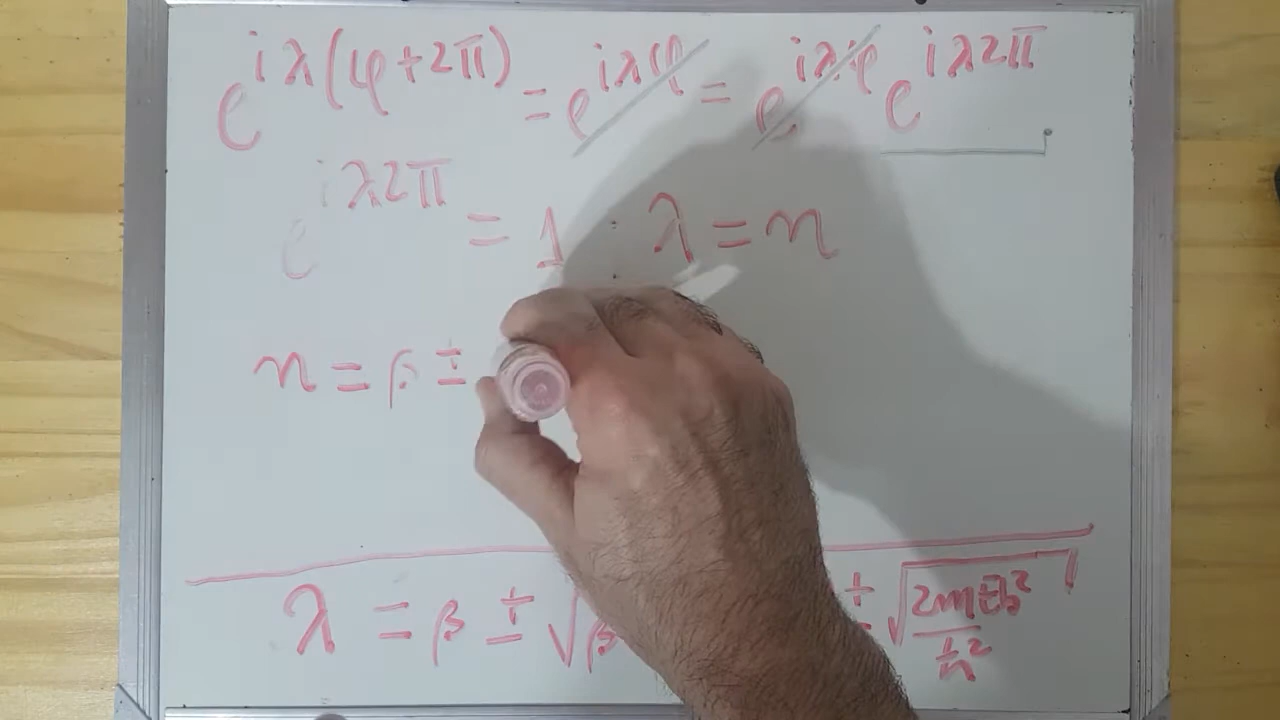 e^{iλ(φ+2π)} = e^{iλφ} = e^{iλφ} e^{iλ2π}
e^{iλ2π} = 1 λ = n
n = β ±
λ = β ± √β ± √(2mEb²/ħ²)